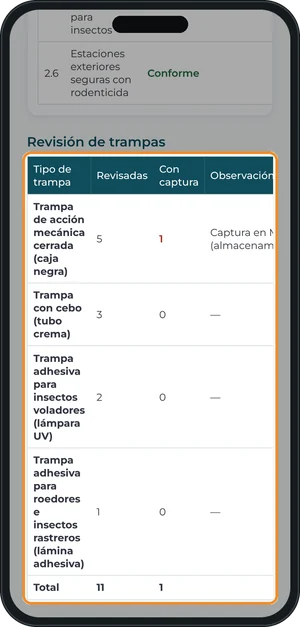 para
insectos
2.6
Estaciones
exteriores
seguras con
rodenticida
Conforme
Revisión de trampas
Tipo de
trampa
Revisadas
Con
captura
Observación
Trampa
de acción
mecánica
cerrada
(caja
negra)
5
1
Captura en
Trampa
con cebo
(tubo
crema)
3
0
—
Trampa
adhesiva
para
insectos
voladores
(lámpara
UV)
2
0
—
Trampa
adhesiva
para
roedores
e
insectos
rastreros
(lámina
adhesiva)
1
0
—
Total
11
1